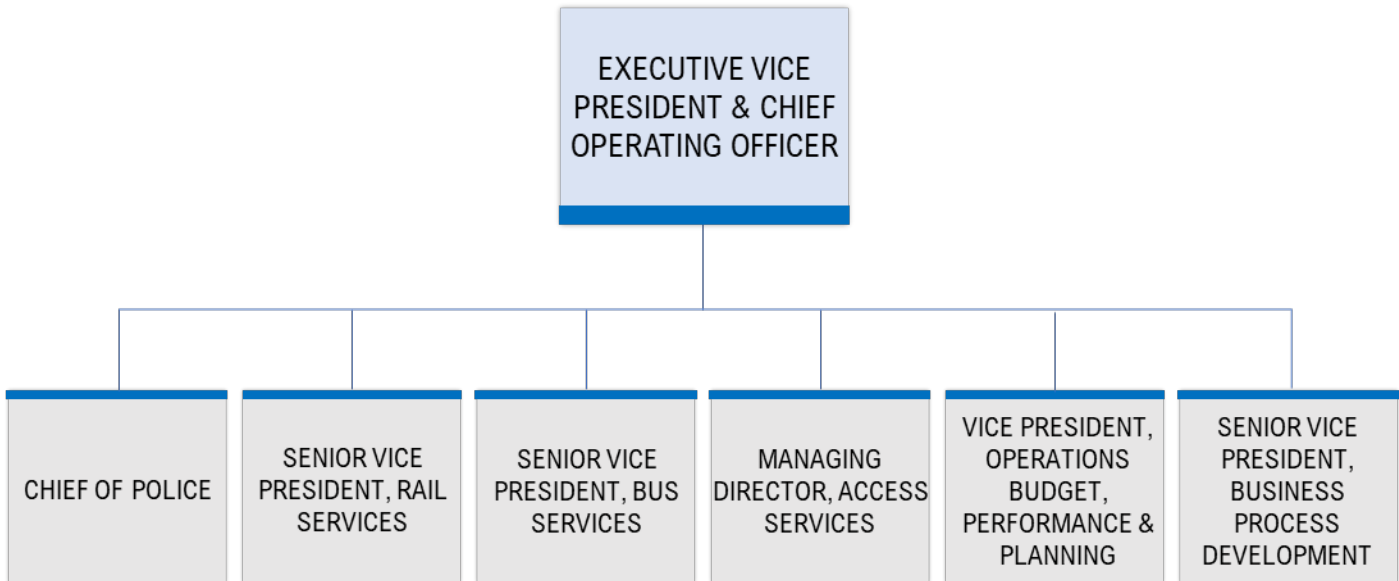 EXECUTIVE VICE
PRESIDENT & CHIEF
OPERATING OFFICER
CHIEF OF POLICE
SENIOR VICE
PRESIDENT, RAIL
SERVICES
SENIOR VICE
PRESIDENT, BUS
SERVICES
MANAGING
DIRECTOR, ACCESS
SERVICES
VICE PRESIDENT,
OPERATIONS
BUDGET,
PERFORMANCE &
PLANNING
SENIOR VICE
PRESIDENT,
BUSINESS
PROCESS
DEVELOPMENT